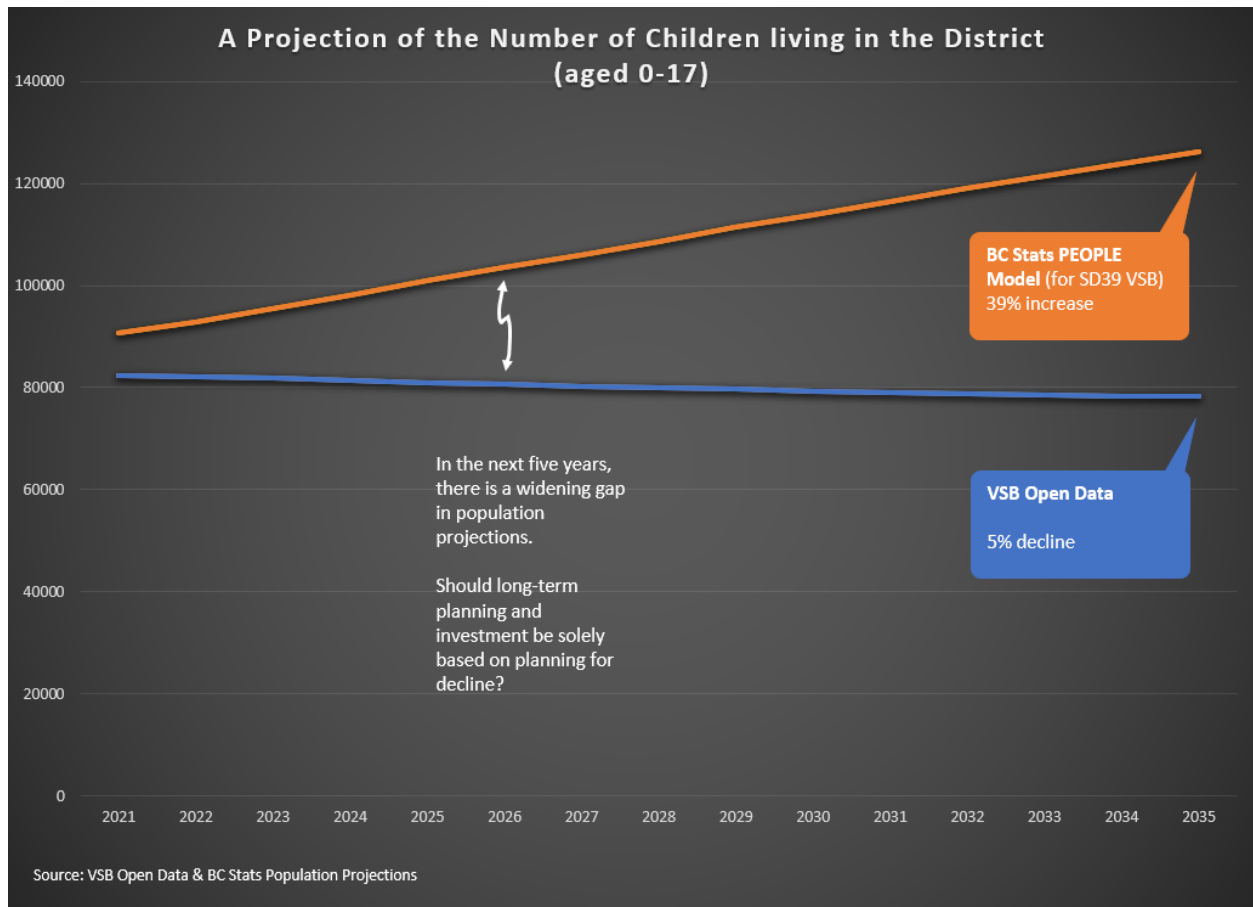 A Projection of the Number of Children living in the District
(aged 0-17)
140000
120000
100000
80000
60000
40000
20000
0
BC Stats PEOPLE
Model (for SD39 VSB)
39% increase
In the next five years,
there is a widening gap
in population
projections.
Should long-term
planning and
investment be solely
based on planning for
decline?
VSB Open Data
5% decline
2021 2022 2023 2024 2025 2026 2027 2028 2029 2030 2031 2032 2033 2034 2035
Source: VSB Open Data & BC Stats Population Projections